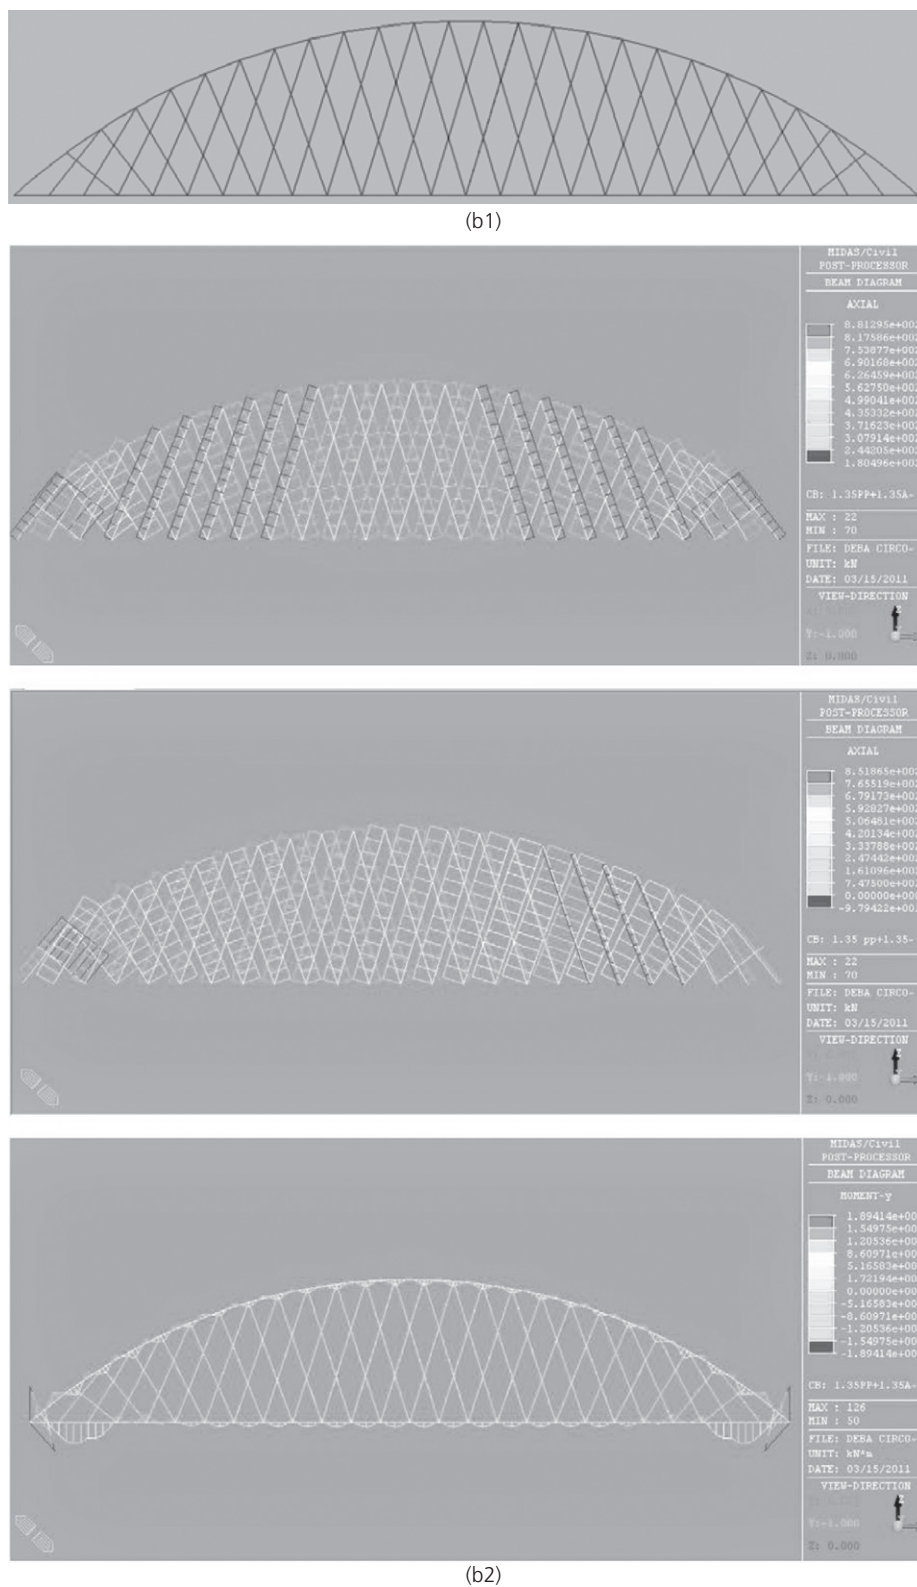 (b1)
MIDAS/Civil
POST-PROCESSOR
BEAM DIAGRAM
AXIAL
8.81295e+002
8.17586e+002
7.53877e+002
6.90168e+002
6.26459e+002
5.62750e+002
4.99041e+002
4.35332e+002
3.71623e+002
3.07914e+002
2.44205e+002
1.80496e+002
CB: 1.35PP+1.35A-
MAX : 22
MIN : 70
FILE: DEBA CIRCO-
UNIT: kN
DATE: 03/15/2011
VIEW-DIRECTION
Y:-1.000
Z: 0.000
MIDAS/Civil
POST-PROCESSOR
BEAM DIAGRAM
AXIAL
8.51865e+002
7.65519e+002
6.79173e+002
5.92827e+002
5.06481e+002
4.20134e+002
3.33788e+002
2.47442e+002
1.61096e+002
7.47500e+00
0.00000e+000
-9.79422e+00
CB: 1.35 pp+1.35-
MAX : 22
MIN : 70
FILE: DEBA CIRCO-
UNIT: kN
DATE: 03/15/2011
VIEW-DIRECTION
Y:-1.000
Z: 0.000
MIDAS/Civil
POST-PROCESSOR
BEAM DIAGRAM
MOMENT-y
1.89414e+00
1.54975e+00
1.20536e+00
8.60971e+00
5.16583e+00
1.72194e+00
0.00000e+00
-5.16583e+00
-8.60971e+00
-1.20536e+00
-1.54975e+00
-1.89414e+00
CB: 1.35PP+1.35A-
MAX : 126
MIN : 50
FILE: DEBA CIRCO-
UNIT: kN*m
DATE: 03/15/2011
VIEW-DIRECTION
Y:-1.000
Z: 0.000
(b2)